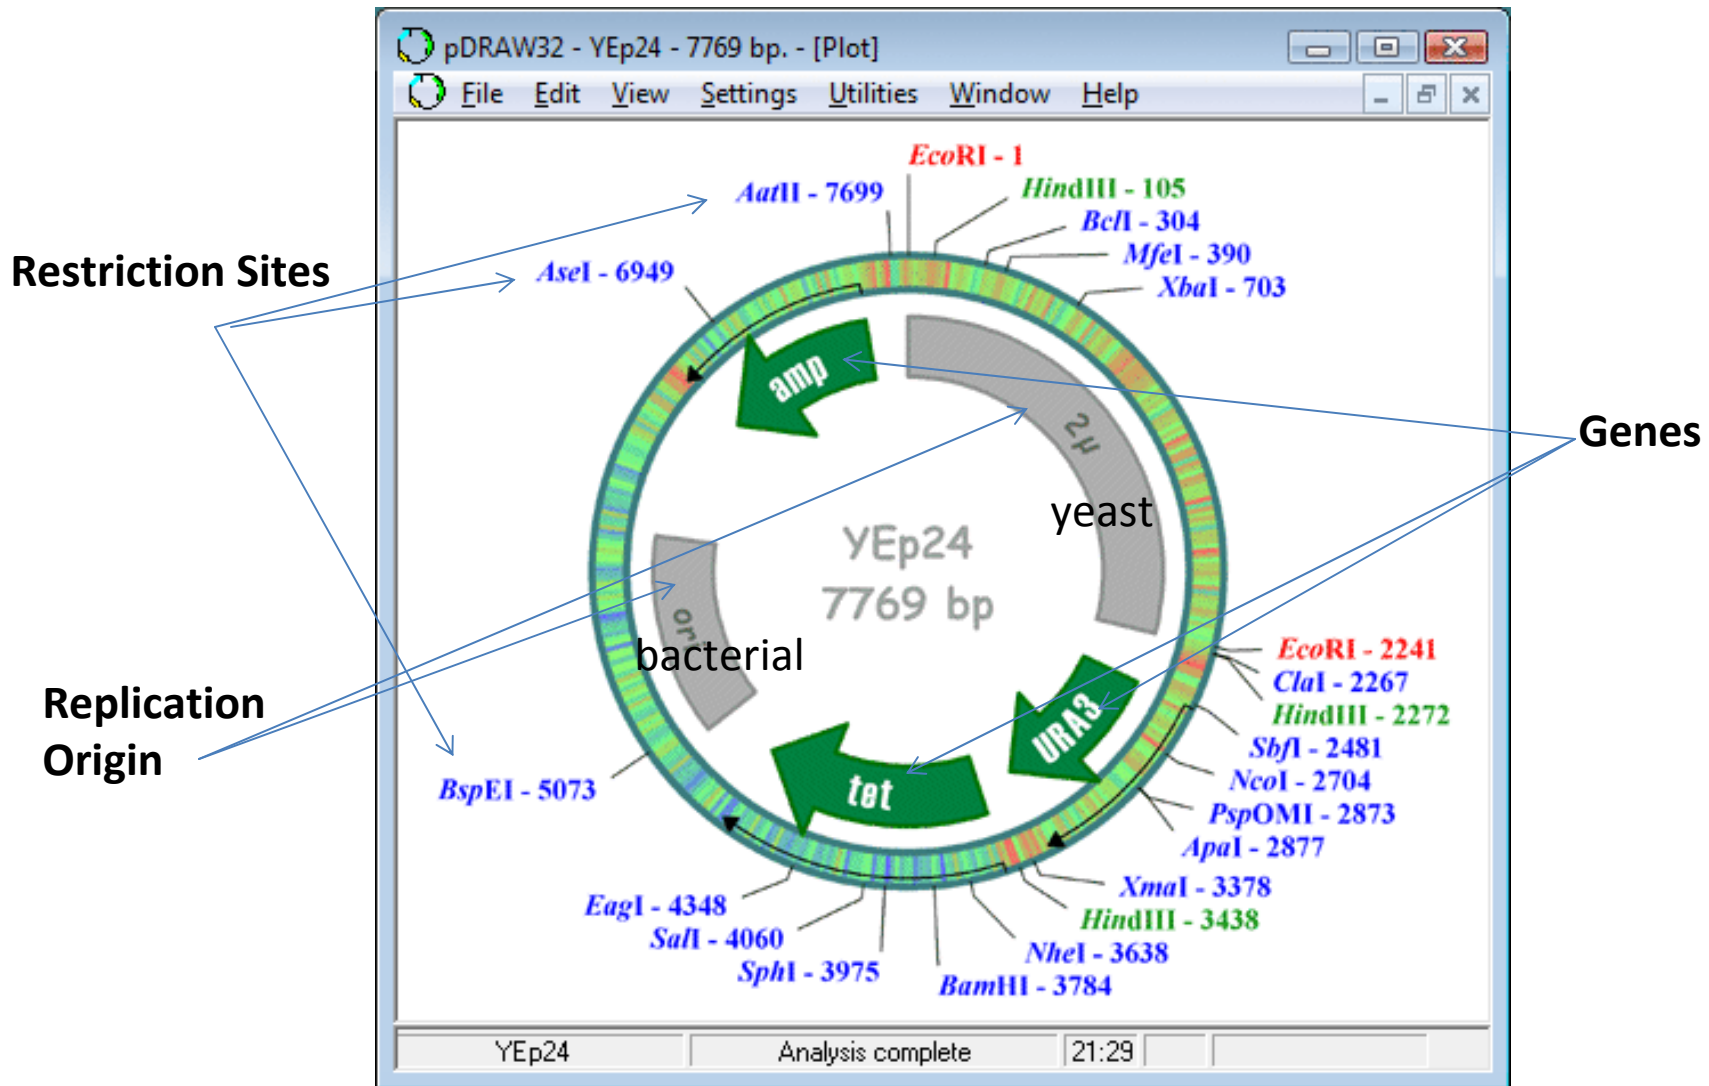 pDRAW32 - YEp24 - 7769 bp. - [Plot]
File Edit View Settings Utilities Window Help
EcoRI - 1
AatII - 7699
HindIII - 105
BclI - 304
MfeI - 390
AseI - 6949
XbaI - 703
Restriction Sites
amp
2µ
Genes
yeast
YEp24
7769 bp
ori
bacterial
EcoRI - 2241
ClaI - 2267
HindIII - 2272
SbfI - 2481
NcoI - 2704
PspOMI - 2873
ApaI - 2877
URA3
tet
Replication
Origin
BspEI - 5073
XmaI - 3378
HindIII - 3438
NheI - 3638
BamHI - 3784
EagI - 4348
SalI - 4060
SphI - 3975
YEp24
Analysis complete
21:29